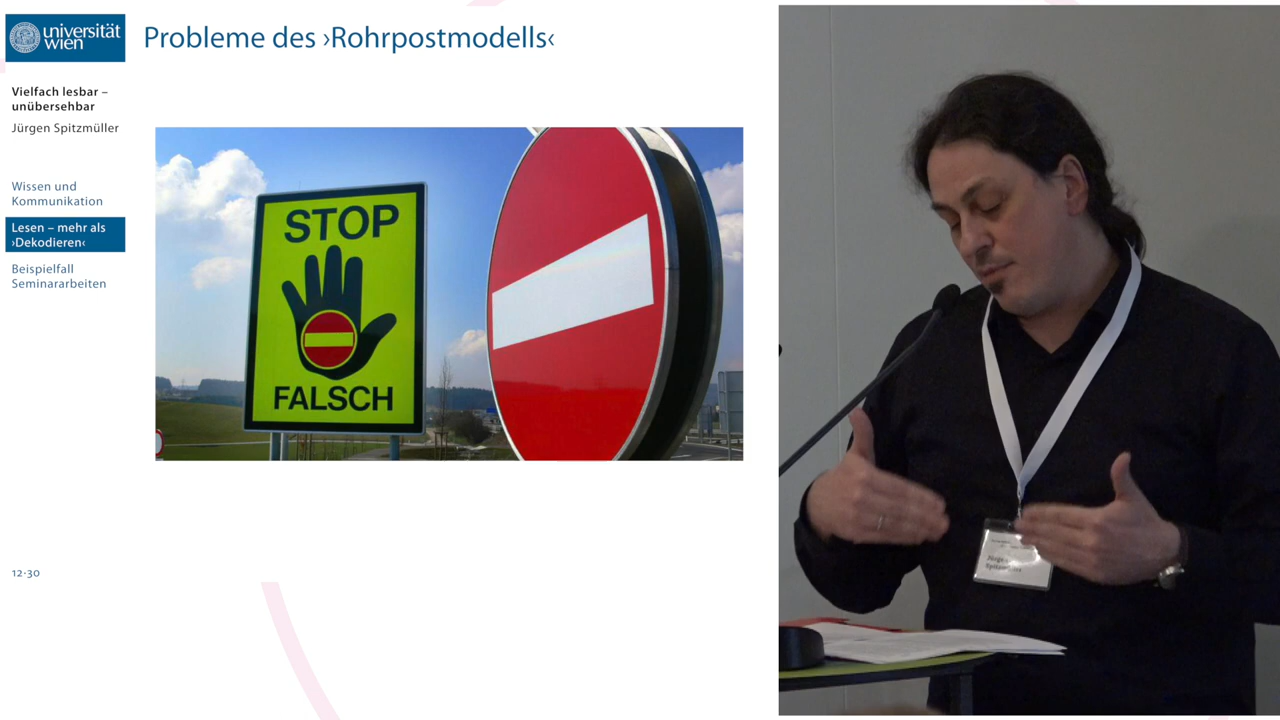 universität
wien
Probleme des ›Rohrpostmodells‹
Vielfach lesbar –
unübersehbar
Jürgen Spitzmüller
Wissen und
Kommunikation
Lesen – mehr als
›Dekodieren‹
Beispielfall
Seminararbeiten
STOP
FALSCH
12·30